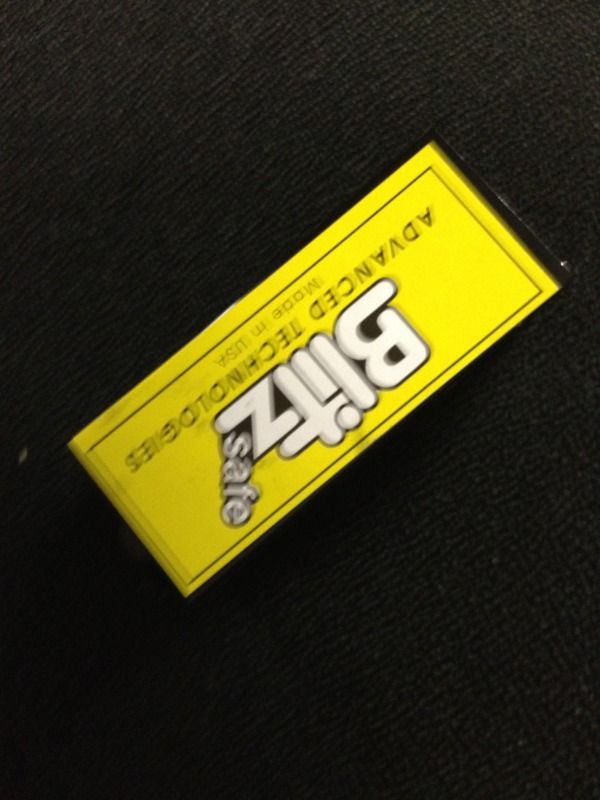 Blitz
safe
ADVANCED TECHNOLOGIES
Made in USA